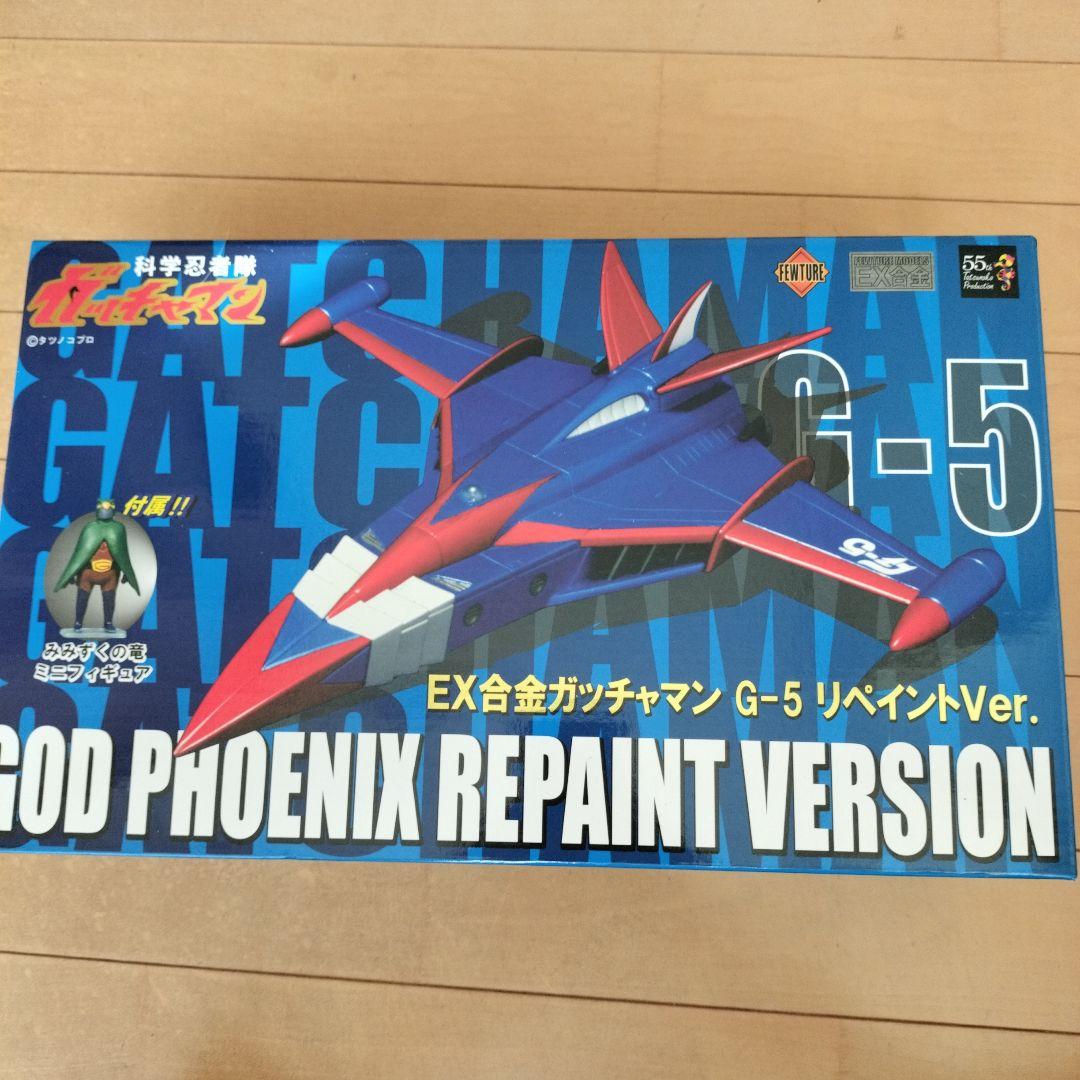 科学忍者隊
ガッチャマン
©タツノコプロ
FEWTURE
FEWTURE MODELS
EX合金
55th
Tatsunoko
Production
GATSCHAMAN
G-5
GATCHAMAN
付属!!
みみずくの竜
ミニフィギュア
G-5
EX合金ガッチャマン G-5 リペイントVer.
GOD PHOENIX REPAINT VERSION